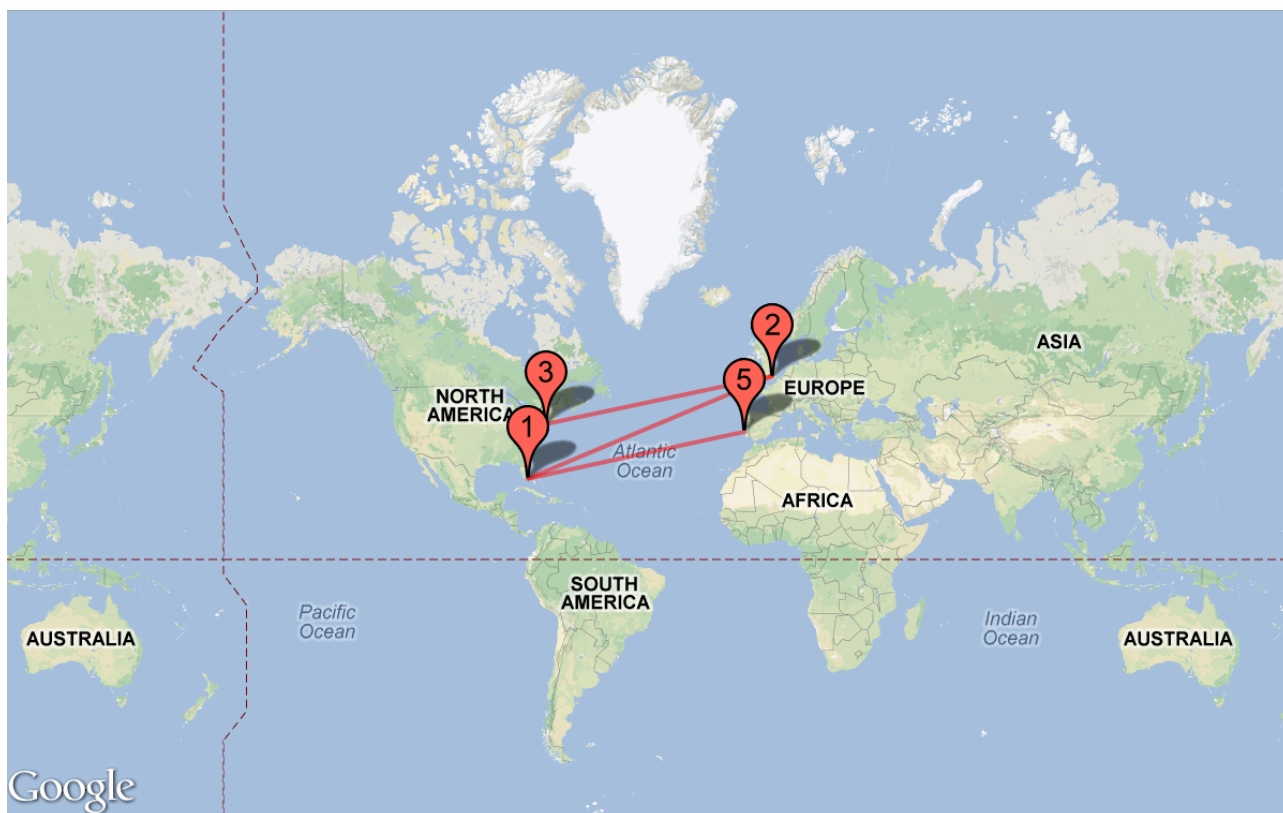 2
3
5
1
ASIA
NORTH
AMERICA
EUROPE
Atlantic
Ocean
AFRICA
SOUTH
AMERICA
Pacific
Ocean
Indian
Ocean
AUSTRALIA
AUSTRALIA
Google